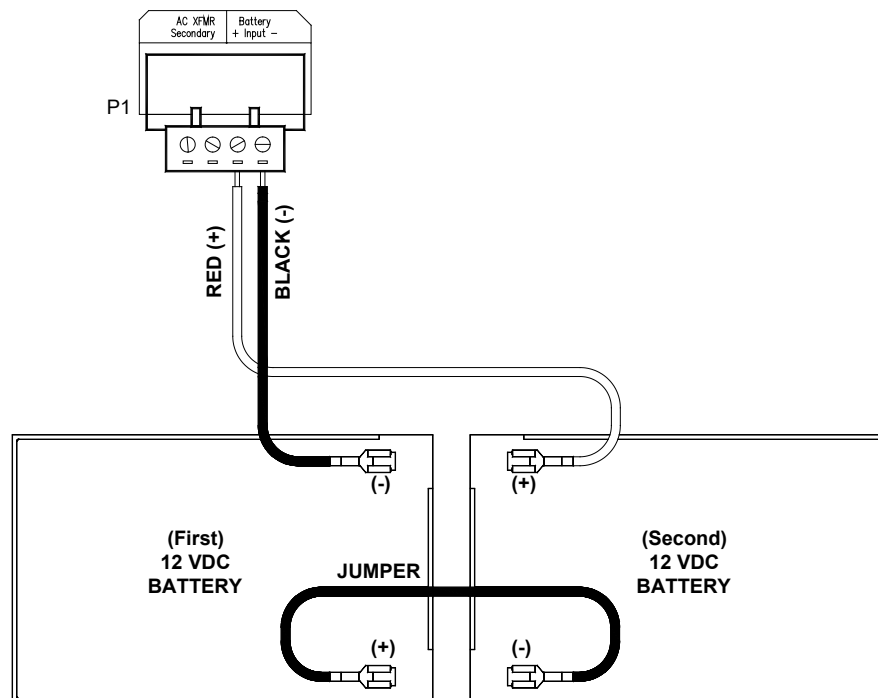 AC XFMR
Secondary
Battery
+ Input -
P1
RED (+)
BLACK (-)
(-)
(+)
(First)
12 VDC
BATTERY
(Second)
12 VDC
BATTERY
JUMPER
(+)
(-)